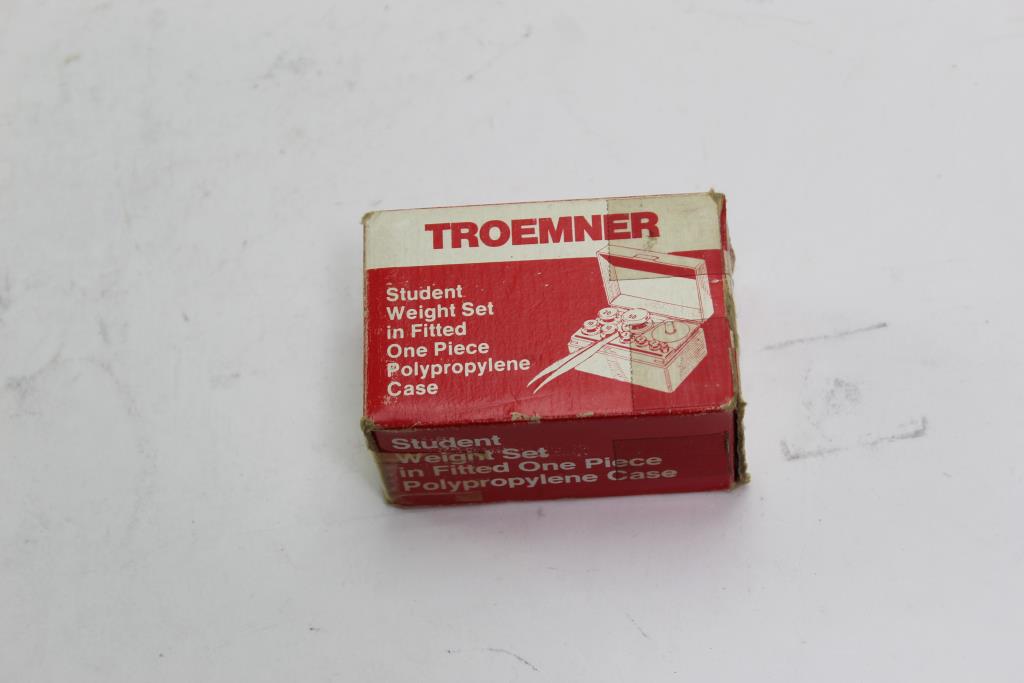 TROEMNER
Student
Weight Set
in Fitted
One Piece
Polypropylene
Case
Student
Weight Set
in Fitted One Piece
Polypropylene Case